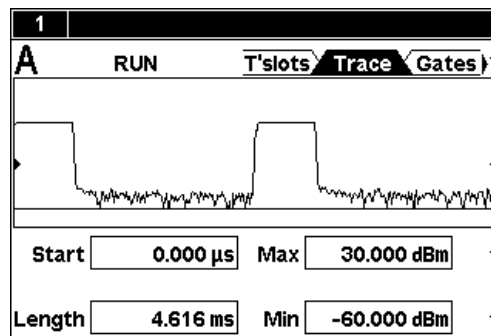 1
A RUN T'slots Trace Gates
Start 0.000 µs Max 30.000 dBm
Length 4.616 ms Min -60.000 dBm